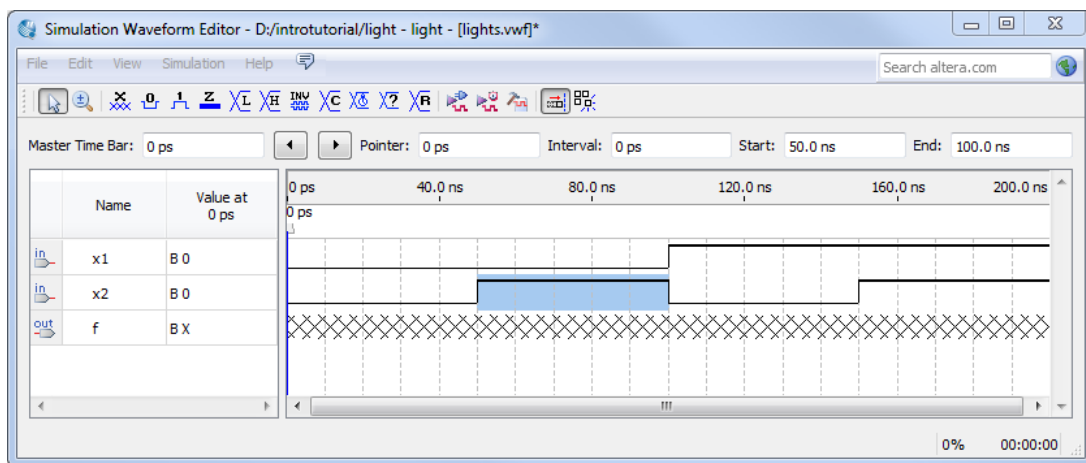 Simulation Waveform Editor - D:/introtutorial/light - light - [lights.vwf]*
File Edit View Simulation Help
Search altera.com
Master Time Bar: 0 ps Pointer: 0 ps Interval: 0 ps Start: 50.0 ns End: 100.0 ns
Name Value at 0 ps
0 ps 40.0 ns 80.0 ns 120.0 ns 160.0 ns 200.0 ns
0 ps
in x1 B 0
in x2 B 0
out f B X
0% 00:00:00